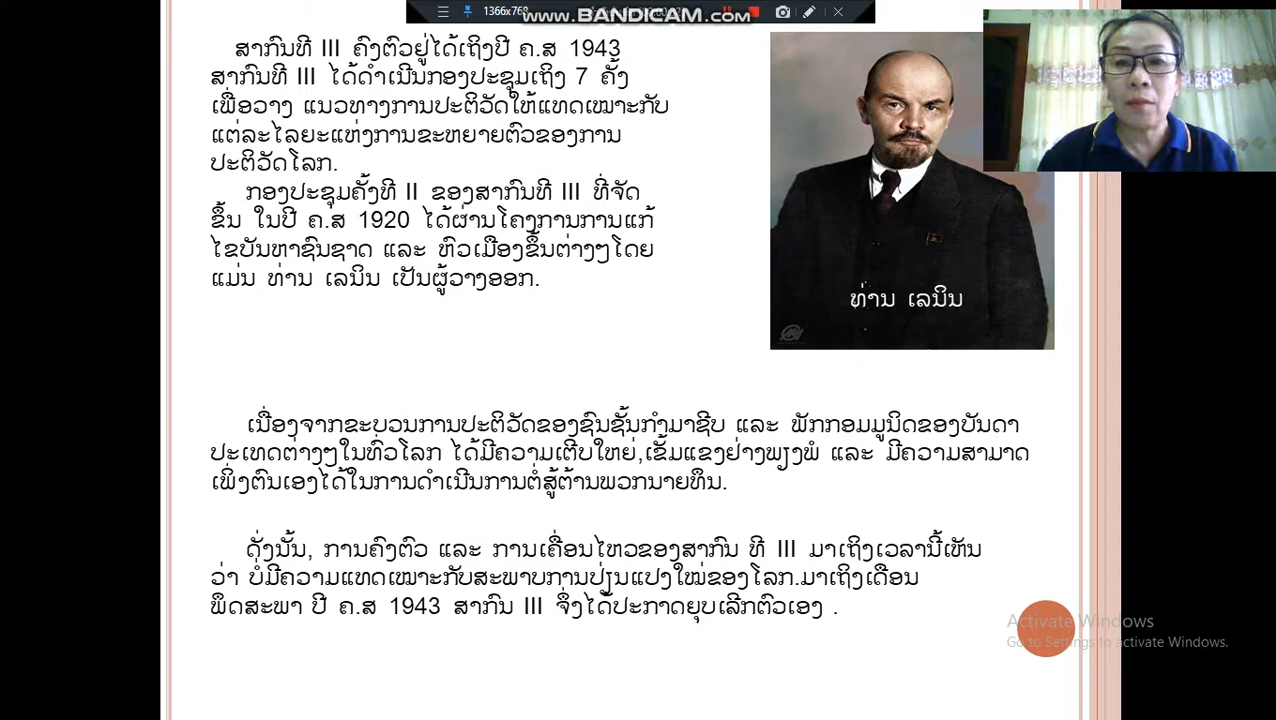 1366x768
www.BANDICAM.com
ສາກົນທີ III ຄົງຕົວຢູ່ໄດ້ເຖິງປີ ຄ.ສ 1943
ສາກົນທີ III ໄດ້ດຳເນີນກອງປະຊຸມເຖິງ 7 ຄັ້ງ
ເພື່ອວາງ ແນວທາງການປະຕິວັດໃຫ້ແທດເໝາະກັບ
ແຕ່ລະໄລຍະແຫ່ງການຂະຫຍາຍຕົວຂອງການ
ປະຕິວັດໂລກ.
ກອງປະຊຸມຄັ້ງທີ II ຂອງສາກົນທີ III ທີ່ຈັດ
ຂຶ້ນ ໃນປີ ຄ.ສ 1920 ໄດ້ຜ່ານໂຄງການການແກ້
ໄຂບັນຫາຊົນຊາດ ແລະ ຫົວເມືອງຂຶ້ນຕ່າງໆໂດຍ
ແມ່ນ ທ່ານ ເລນິນ ເປັນຜູ້ວາງອອກ.
ທ່ານ ເລນິນ
ເນື່ອງຈາກຂະບວນການປະຕິວັດຂອງຊົນຊັ້ນກຳມາຊີບ ແລະ ພັກກອມມູນິດຂອງບັນດາ
ປະເທດຕ່າງໆໃນທົ່ວໂລກ ໄດ້ມີຄວາມເຕີບໃຫຍ່,ເຂັ້ມແຂງຢ່າງພຽງພໍ ແລະ ມີຄວາມສາມາດ
ເພິ່ງຕົນເອງໄດ້ໃນການດຳເນີນການຕໍ່ສູ້ຕ້ານພວກນາຍທຶນ.
ດັ່ງນັ້ນ, ການຄົງຕົວ ແລະ ການເຄື່ອນໄຫວຂອງສາກົນ ທີ III ມາເຖິງເວລານີ້ເຫັນ
ວ່າ ບໍ່ມີຄວາມແທດເໝາະກັບສະພາບການປ່ຽນແປງໃໝ່ຂອງໂລກ.ມາເຖິງເດືອນ
ພຶດສະພາ ປີ ຄ.ສ 1943 ສາກົນ III ຈຶ່ງໄດ້ປະກາດຍຸບເລີກຕົວເອງ .
Activate Windows
Go to Settings to activate Windows.